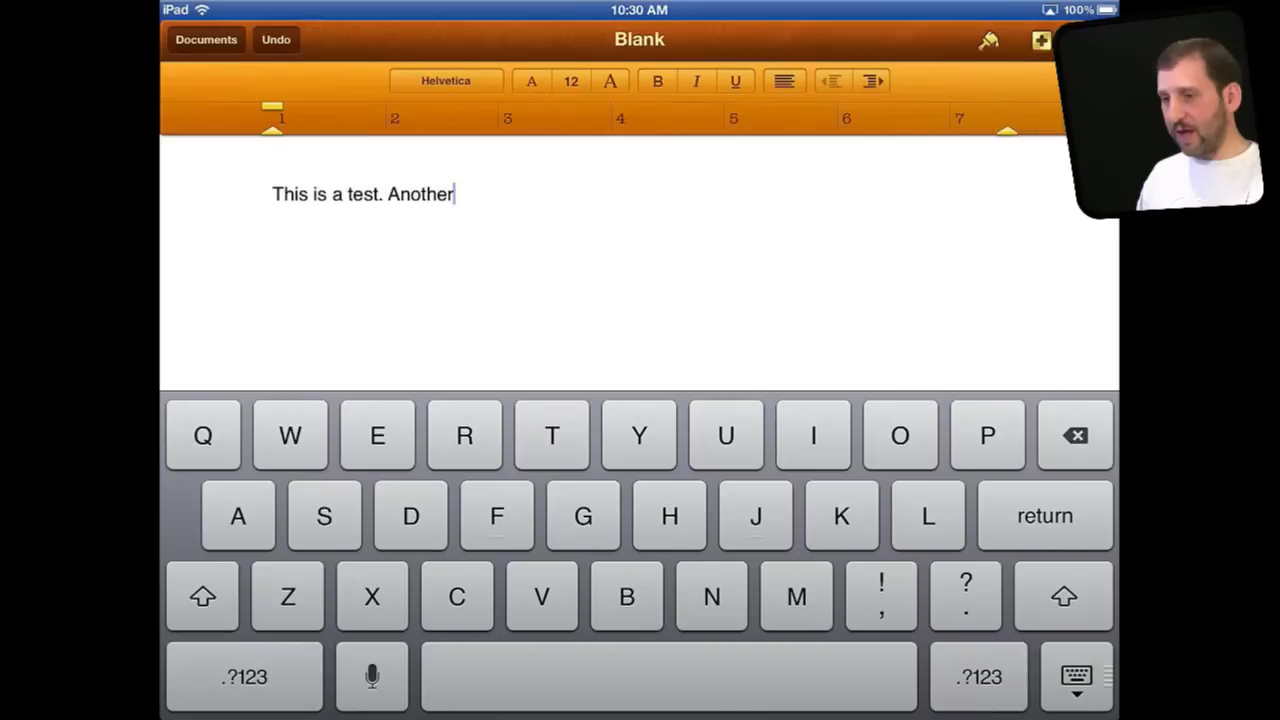 iPad 10:30 AM 100%
Documents Undo Blank
Helvetica A 12 A B I U
1 2 3 4 5 6 7
This is a test. Another
Q W E R T Y U I O P
A S D F G H J K L return
Z X C V B N M ! , ? .
.?123 .?123